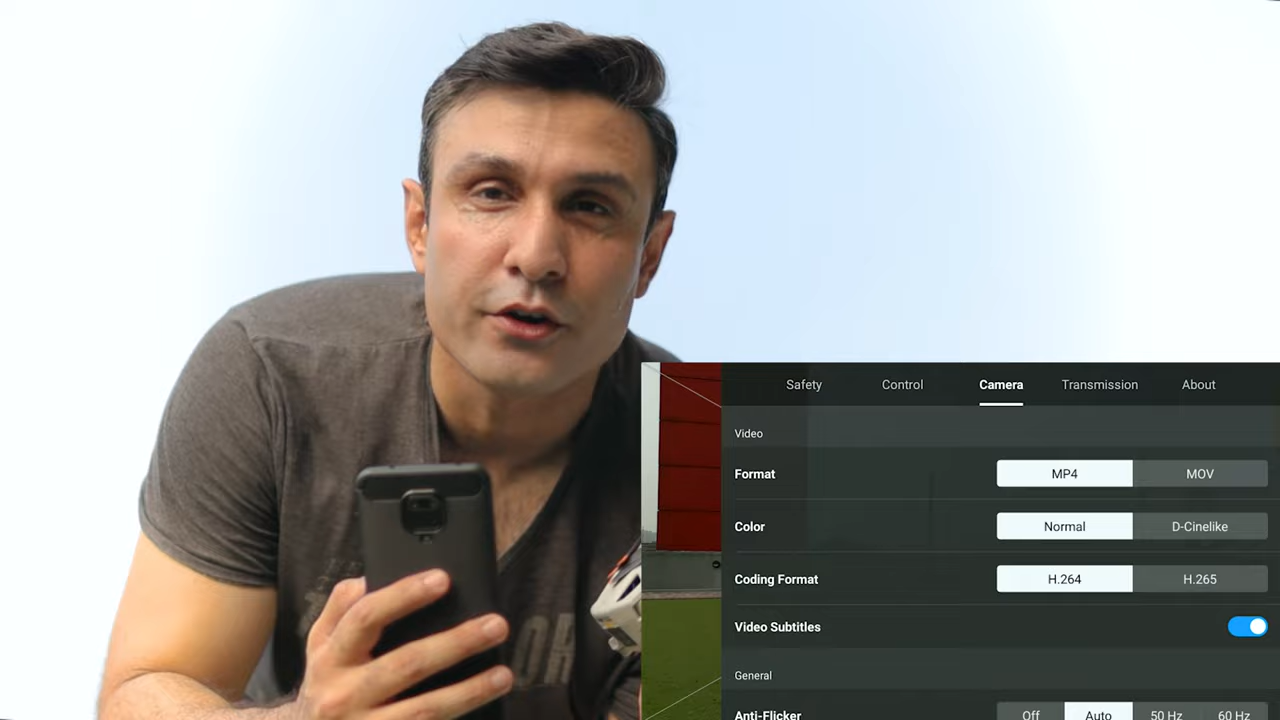 Safety Control Camera Transmission About
Video
Format MP4 MOV
Color Normal D-Cinelike
Coding Format H.264 H.265
Video Subtitles
General
Anti-Flicker Off Auto 50 Hz 60 Hz